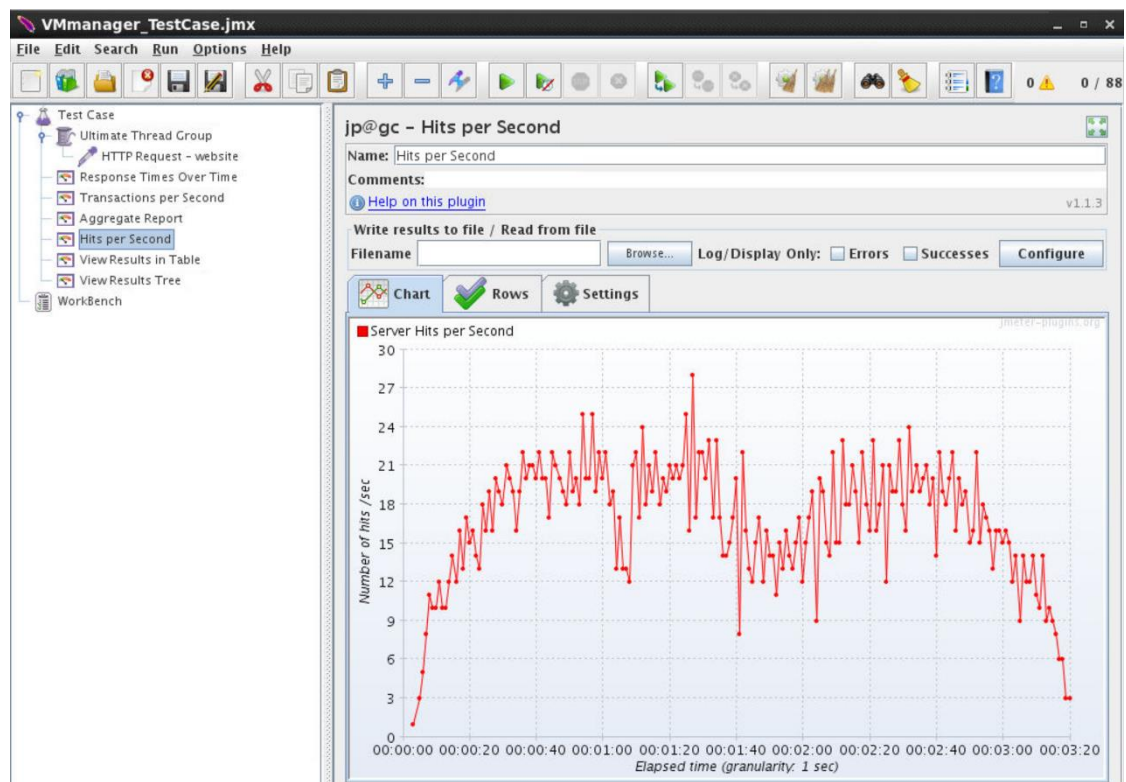 VMmanager_TestCase.jmx
File Edit Search Run Options Help
0 0 / 88
Test Case
Ultimate Thread Group
HTTP Request - website
Response Times Over Time
Transactions per Second
Aggregate Report
Hits per Second
View Results in Table
View Results Tree
WorkBench
jp@gc - Hits per Second
Name: Hits per Second
Comments:
Help on this plugin v1.1.3
Write results to file / Read from file
Filename Browse... Log/Display Only: Errors Successes Configure
Chart Rows Settings
jmeter-plugins.org
Server Hits per Second
30
27
24
21
18
15
12
9
6
3
0
Number of hits /sec
00:00:00 00:00:20 00:00:40 00:01:00 00:01:20 00:01:40 00:02:00 00:02:20 00:02:40 00:03:00 00:03:20
Elapsed time (granularity: 1 sec)